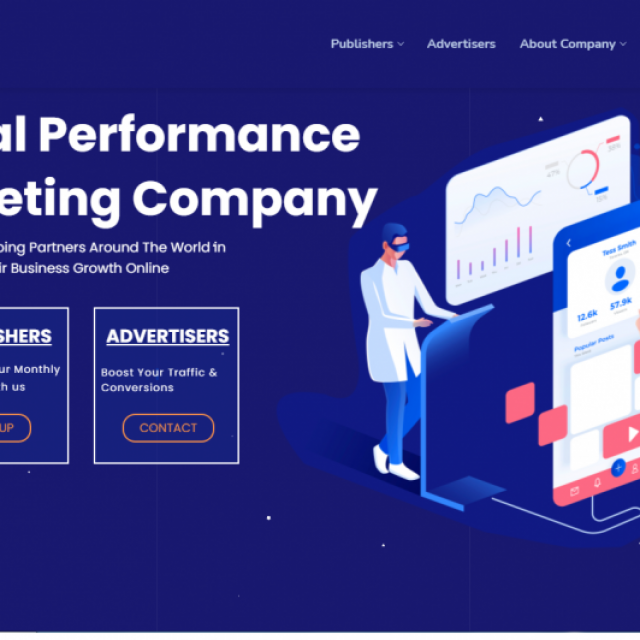 Publishers Advertisers About Company
al Performance
eting Company
ping Partners Around The World in
ir Business Growth Online
SHERS
ur Monthly
h us
UP
ADVERTISERS
Boost Your Traffic &
Conversions
CONTACT
47%
Tess Smith
12.6k
57.9k
Popular Posts